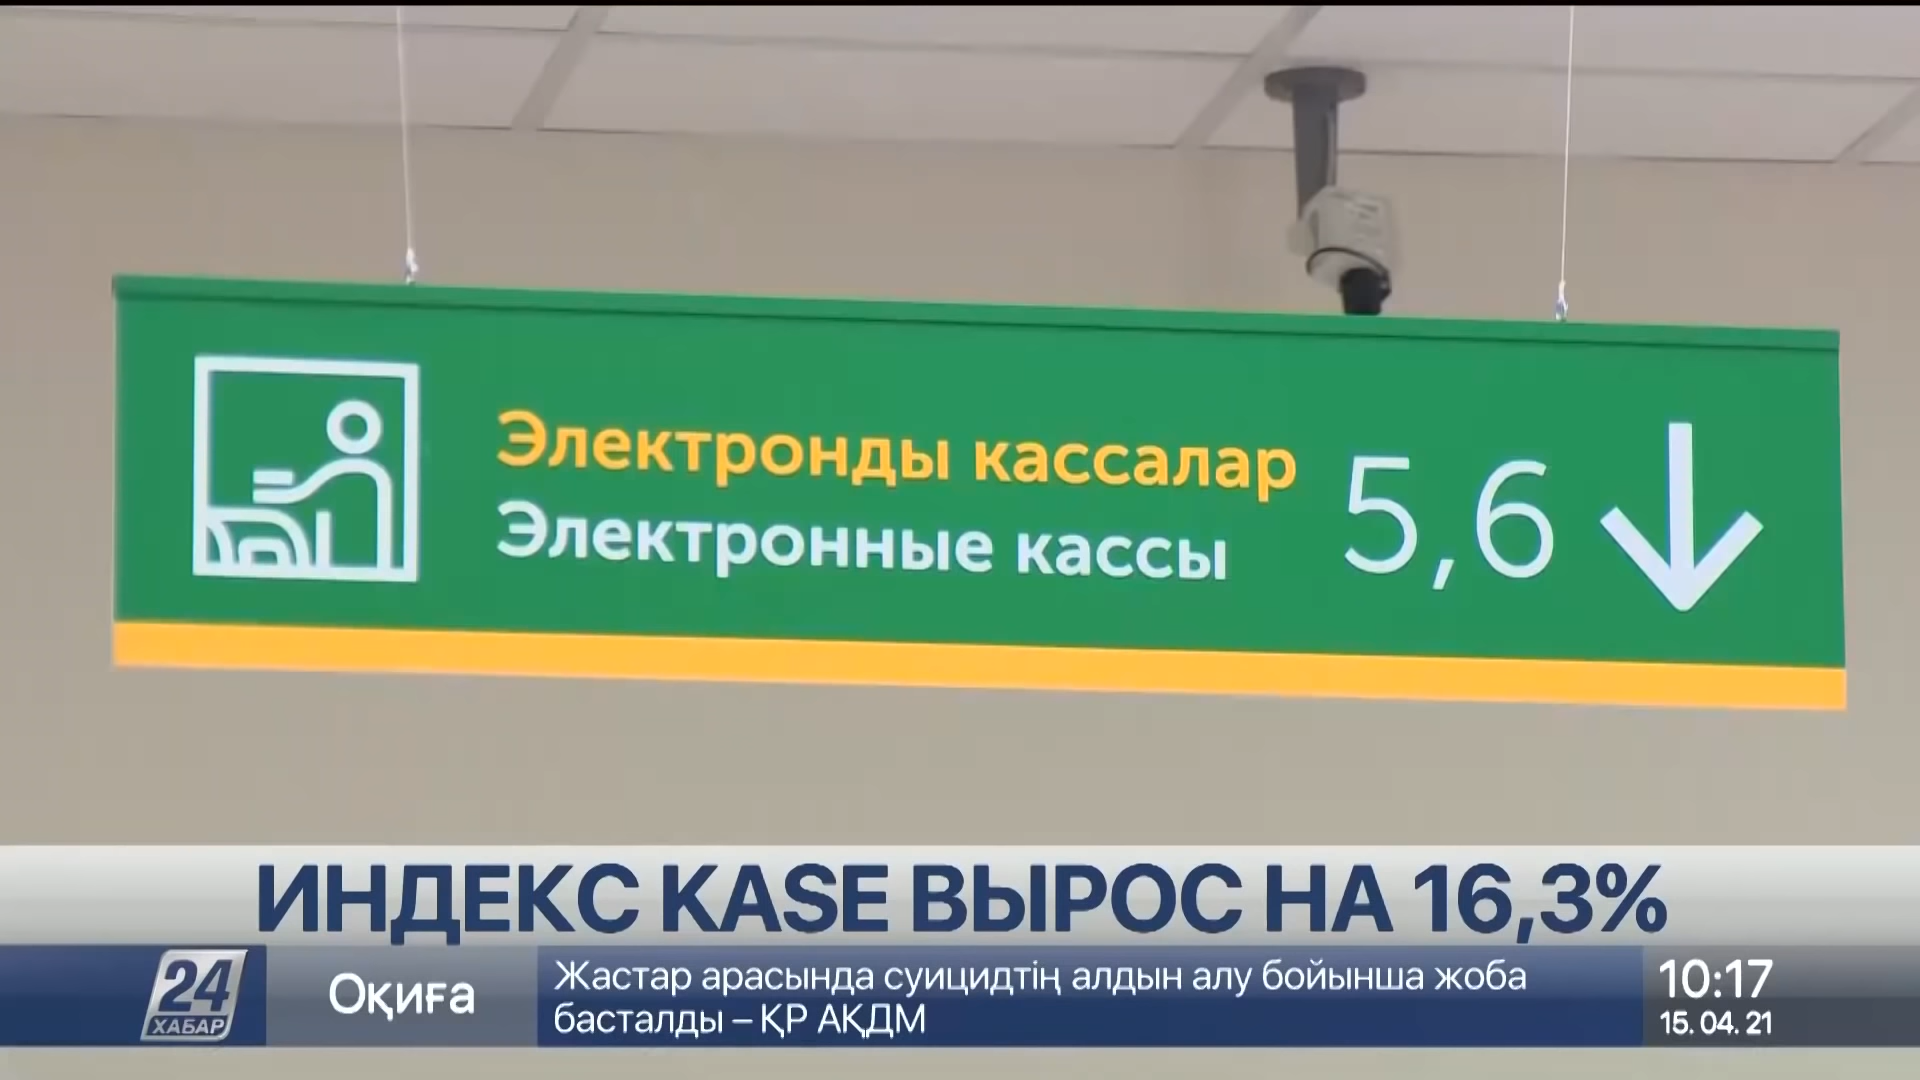 Электронды кассалар
Электронные кассы
5,6
ИНДЕКС KASE ВЫРОС НА 16,3%
24
ХАБАР
Оқиға
Жастар арасында суицидтің алдын алу бойынша жоба
басталды – ҚР АҚДМ
10:17
15. 04. 21